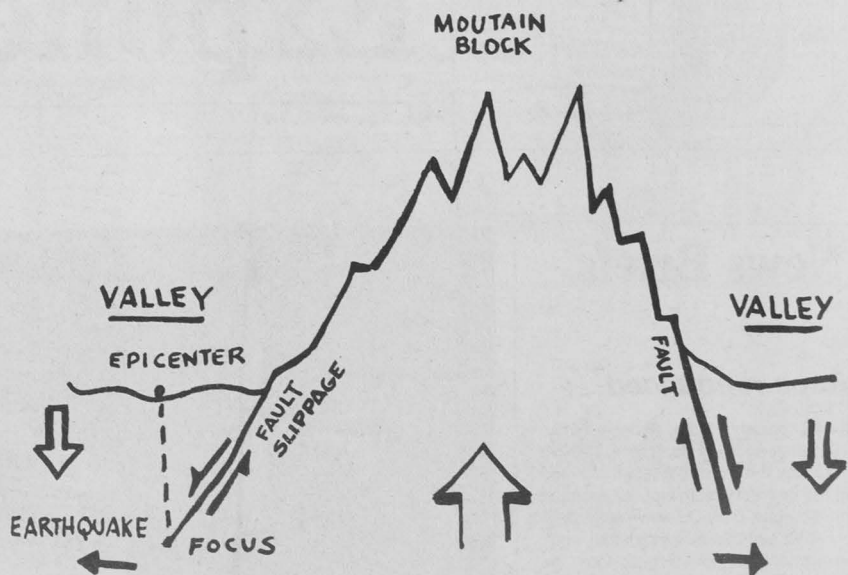 MOUTAIN
BLOCK
VALLEY
VALLEY
EPICENTER
FAULT
SLIPPAGE
FAULT
EARTHQUAKE
FOCUS